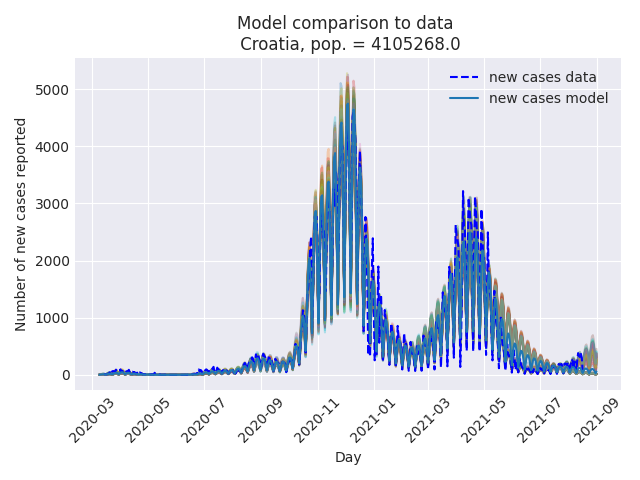 Model comparison to data
Croatia, pop. = 4105268.0
new cases data
new cases model
Number of new cases reported
5000
4000
3000
2000
1000
0
2020-03
2020-05
2020-07
2020-09
2020-11
2021-01
2021-03
2021-05
2021-07
2021-09
Day